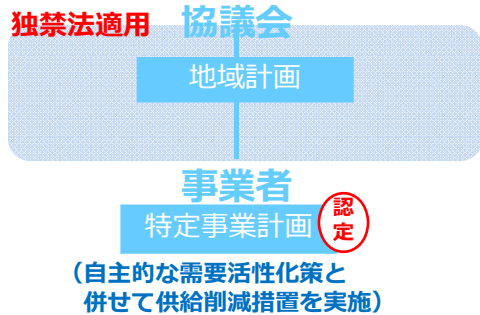 独禁法適用
協議会
地域計画
事業者
特定事業計画
認定
（自主的な需要活性化策と
併せて供給削減措置を実施）